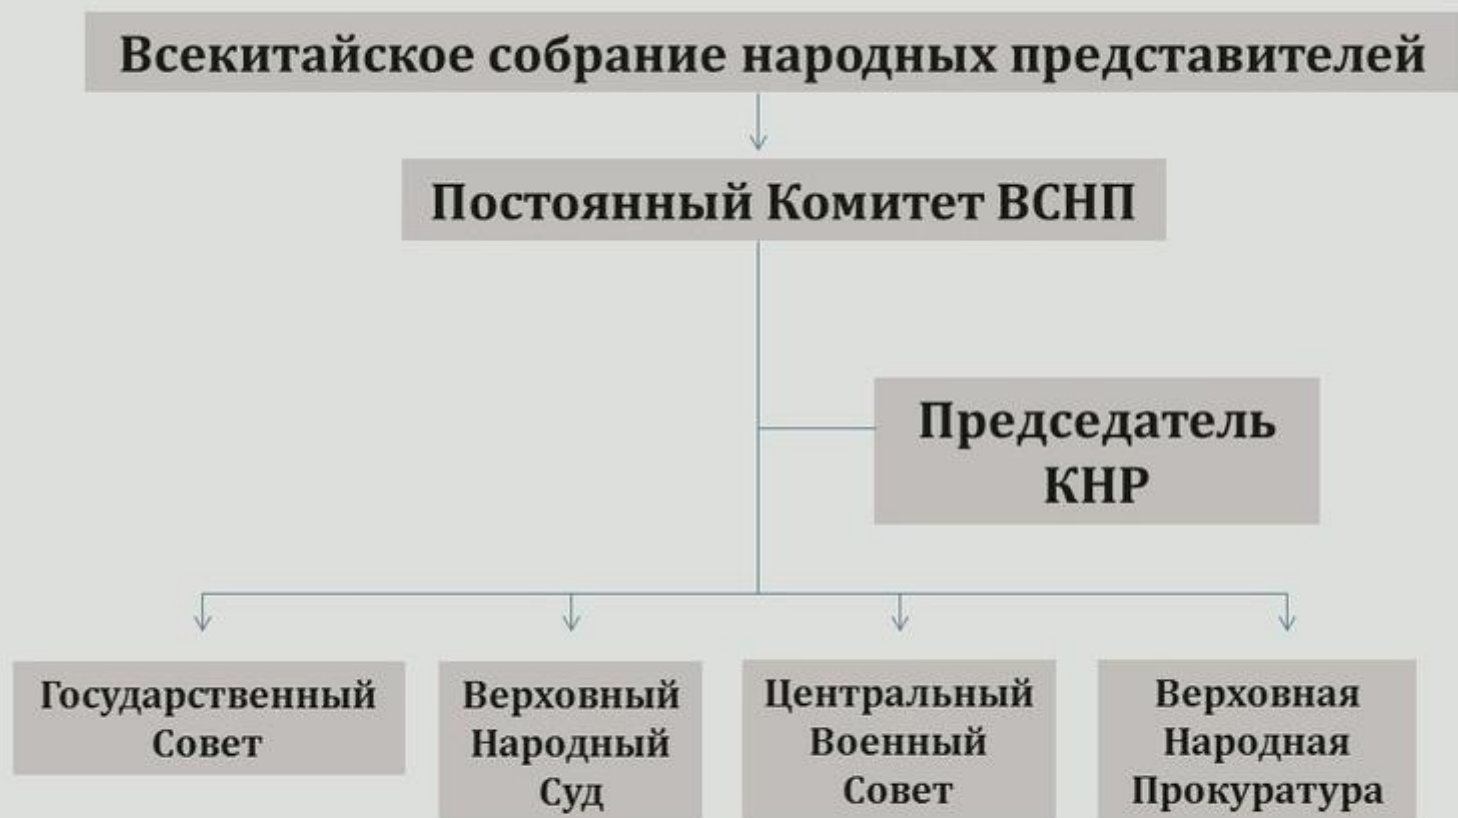 Всекитайское собрание народных представителей
Постоянный Комитет ВСНП
Председатель
КНР
Государственный
Совет
Верховный
Народный
Суд
Центральный
Военный
Совет
Верховная
Народная
Прокуратура